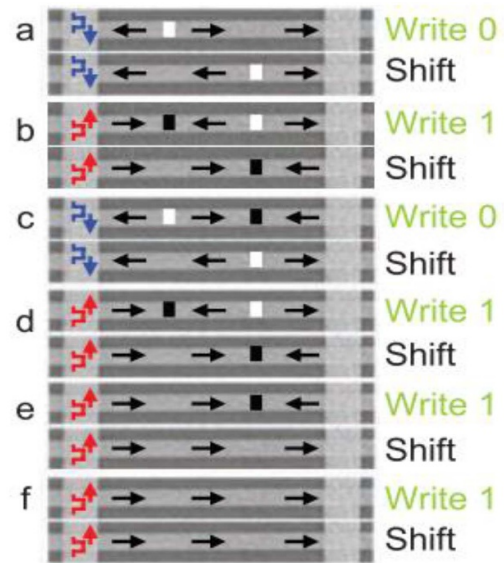 a Write 0
Shift
b Write 1
Shift
c Write 0
Shift
d Write 1
Shift
e Write 1
Shift
f Write 1
Shift